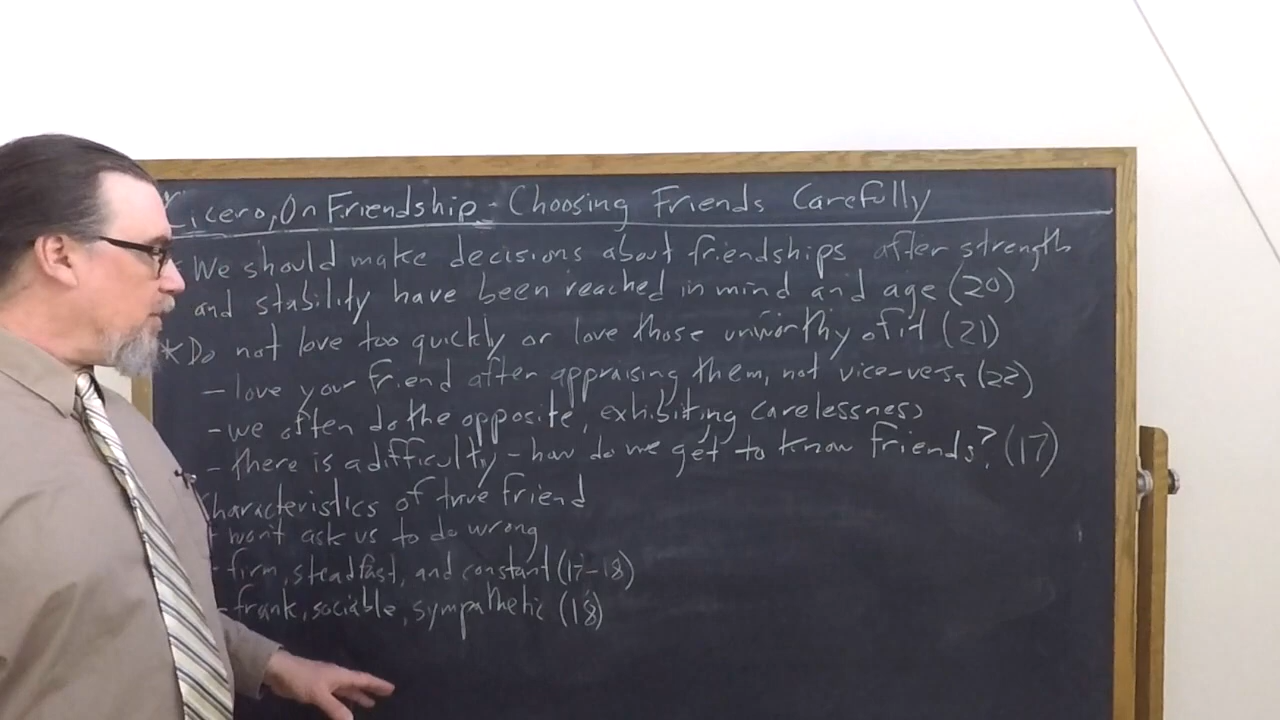 Cicero, On Friendship - Choosing Friends Carefully
We should make decisions about friendships after strength
and stability have been reached in mind and age (20)
* Do not love too quickly or love those unworthy of it (21)
- love your friend after appraising them, not vice-versa (22)
- we often do the opposite, exhibiting carelessness
- there is a difficulty - how do we get to know friends? (17)
Characteristics of true friend
- won't ask us to do wrong
- firm, steadfast, and constant (17-18)
- frank, sociable, sympathetic (18)